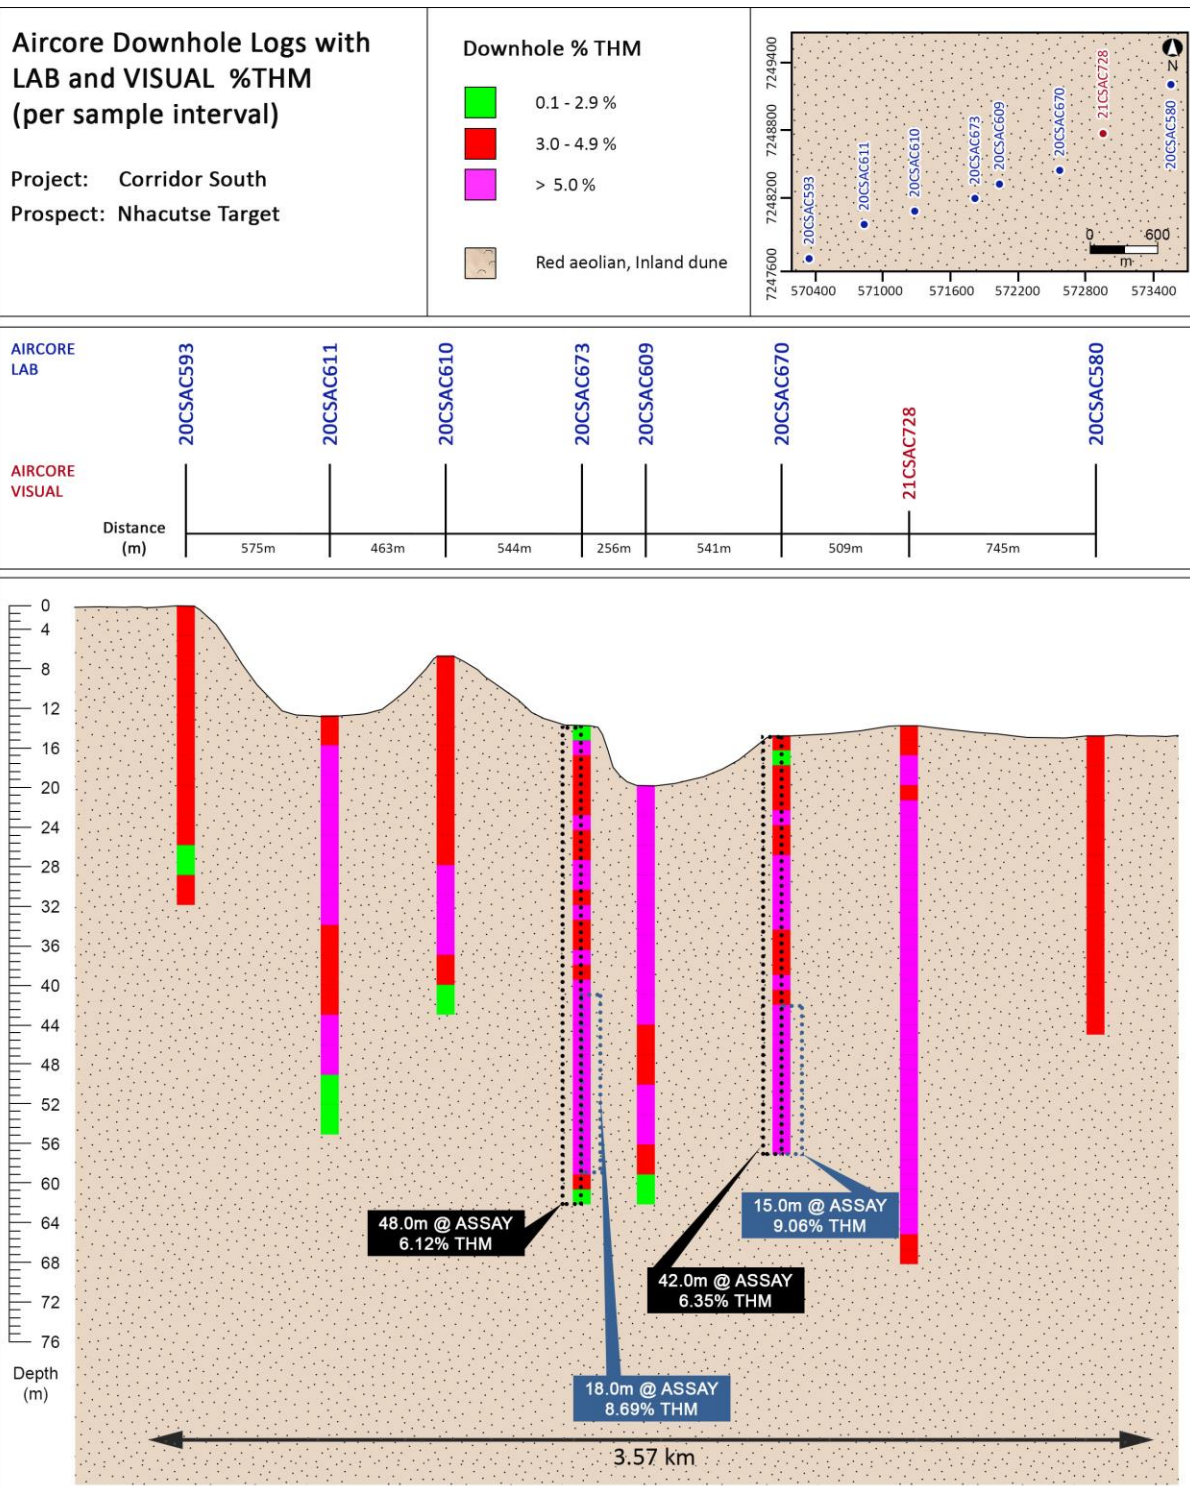 Aircore Downhole Logs with
LAB and VISUAL %THM
(per sample interval)
Project: Corridor South
Prospect: Nhacutse Target
Downhole % THM
0.1 - 2.9 %
3.0 - 4.9 %
> 5.0 %
Red aeolian, Inland dune
7249400
7248800
7248200
7247600
20CSAC593
20CSAC611
20CSAC610
20CSAC673
20CSAC609
20CSAC670
21CSAC728
20CSAC580
N
0 600
m
570400 571000 571600 572200 572800 573400
AIRCORE
LAB
20CSAC593
20CSAC611
20CSAC610
20CSAC673
20CSAC609
20CSAC670
21CSAC728
20CSAC580
AIRCORE
VISUAL
Distance
(m)
575m 463m 544m 256m 541m 509m 745m
0
4
8
12
16
20
24
28
32
36
40
44
48
52
56
60
64
68
72
76
Depth
(m)
48.0m @ ASSAY
6.12% THM
15.0m @ ASSAY
9.06% THM
42.0m @ ASSAY
6.35% THM
18.0m @ ASSAY
8.69% THM
3.57 km